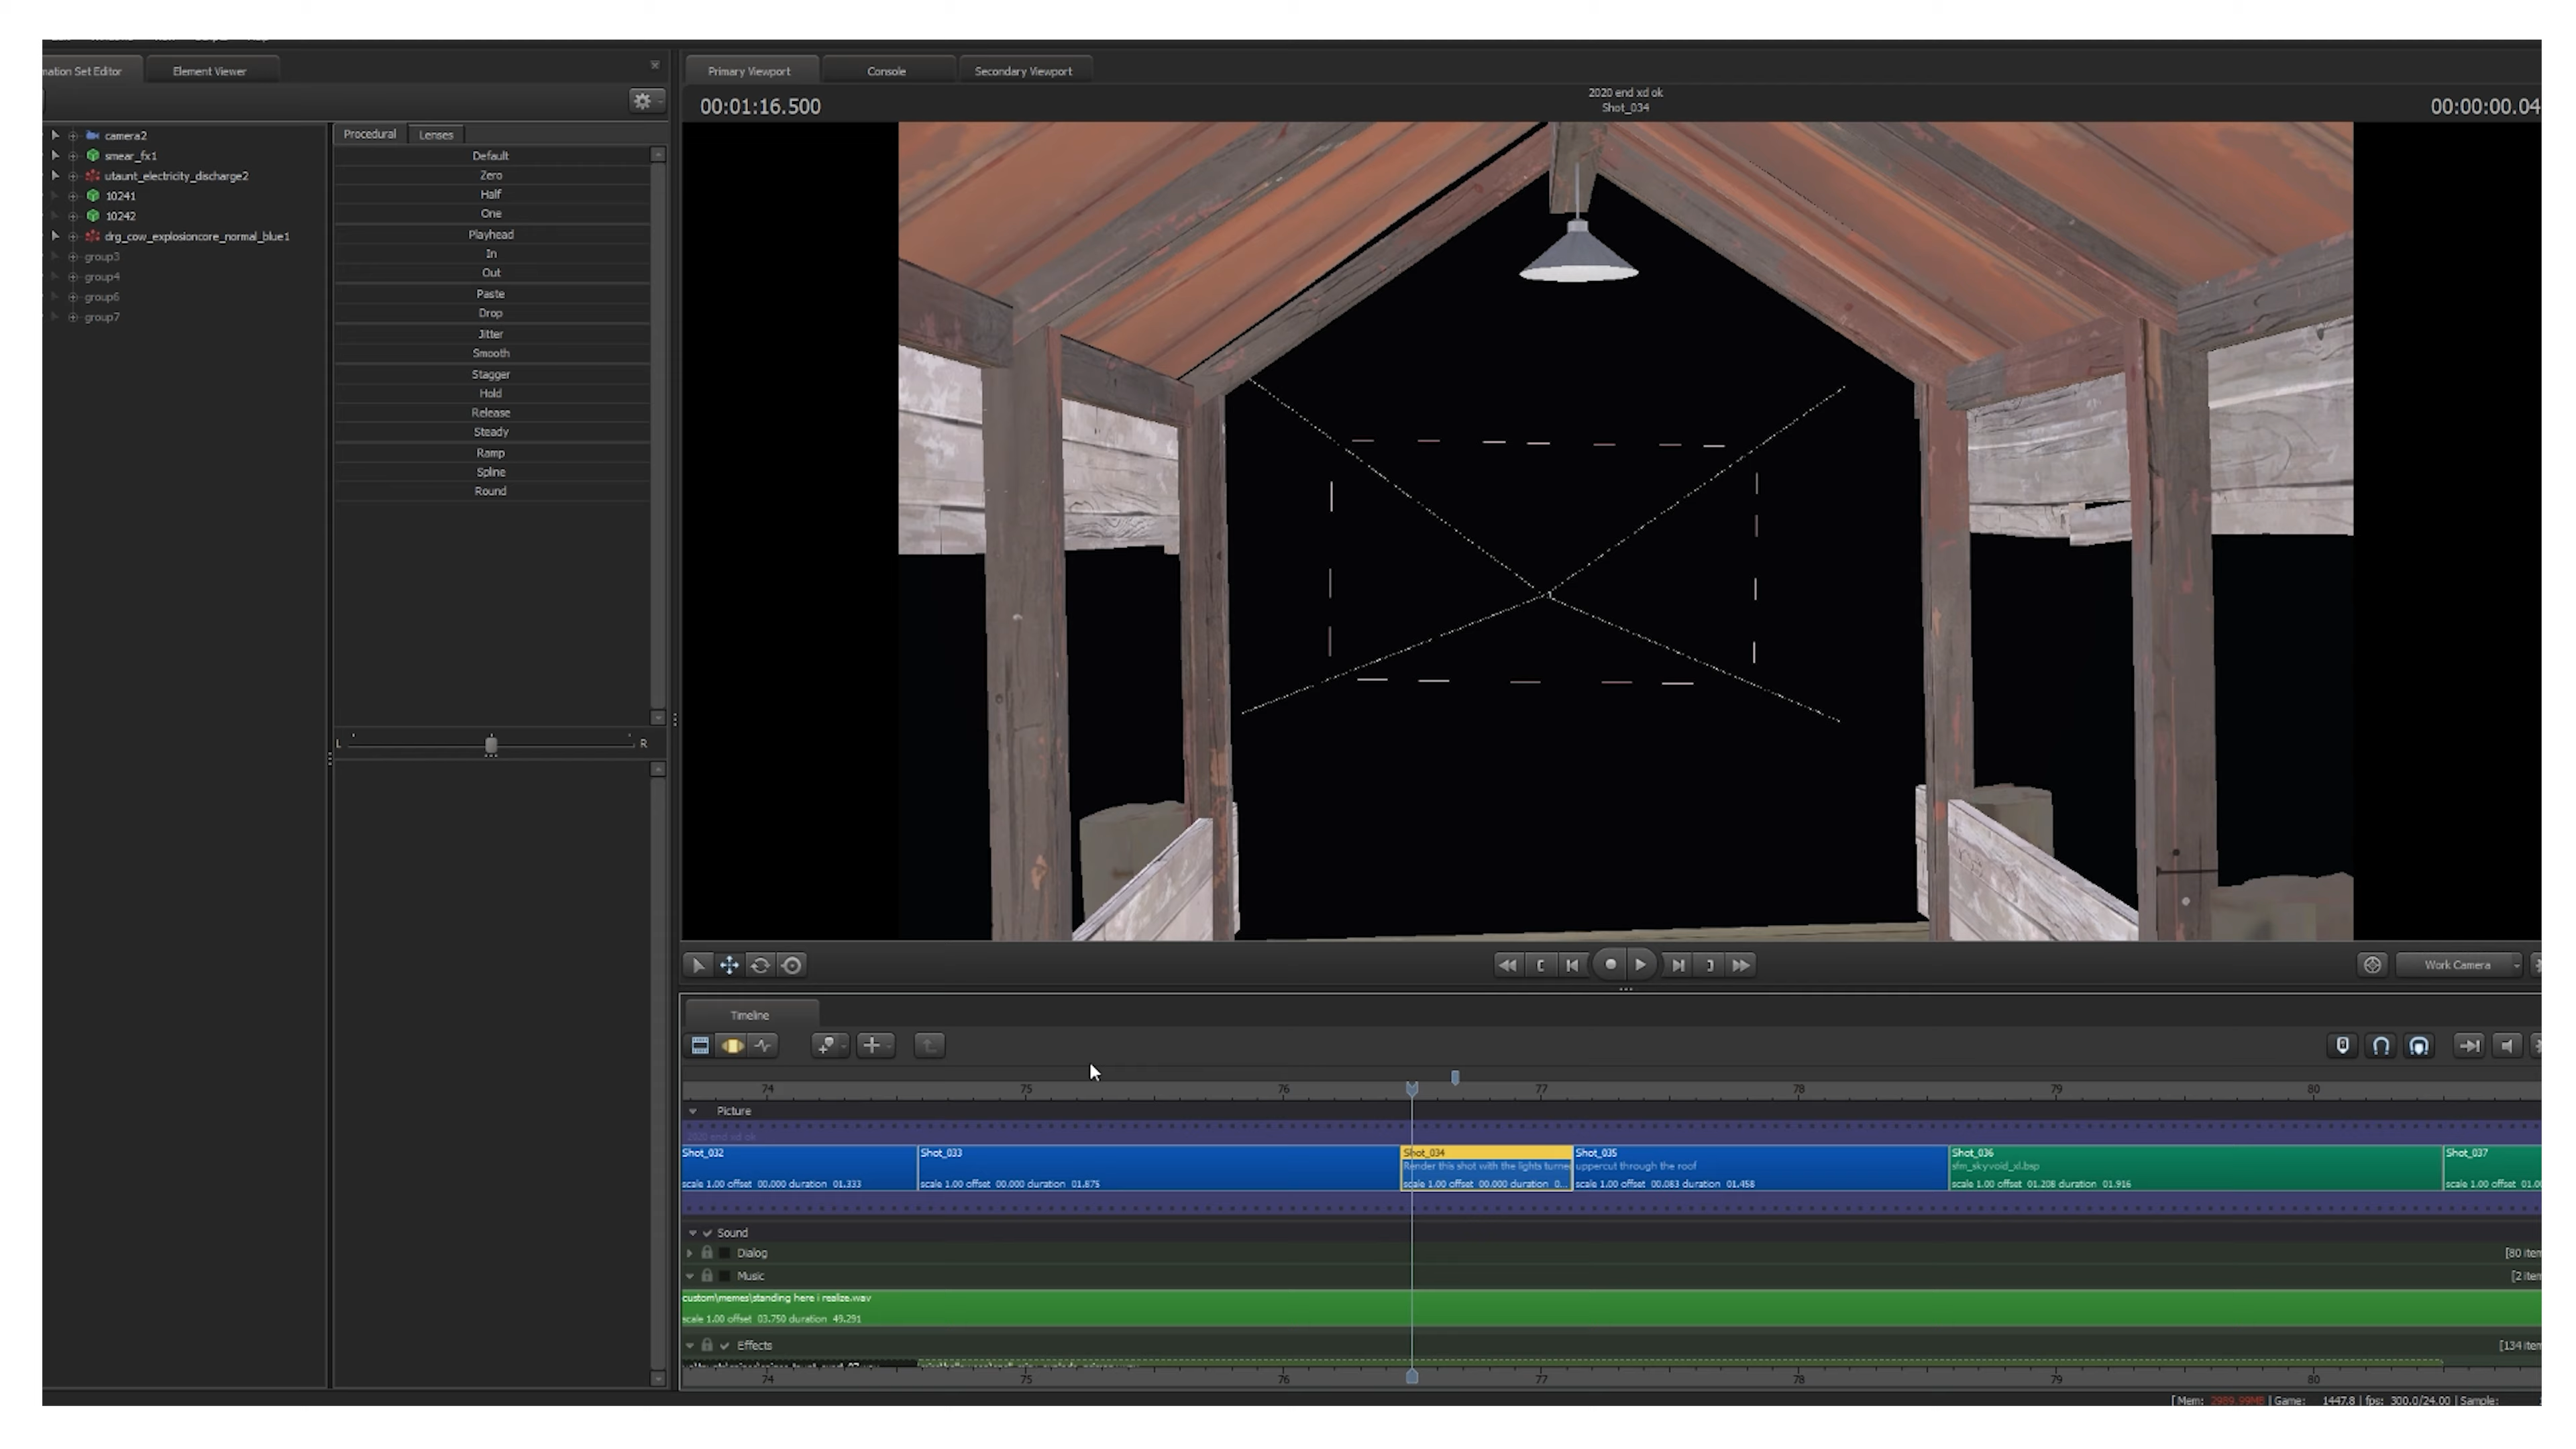 mation Set Editor
Element Viewer
camera2
smear_fx1
utaunt_electricity_discharge2
10241
10242
drg_cow_explosioncore_normal_blue1
group3
group4
group6
group7
Procedural
Lenses
Default
Zero
Half
One
Playhead
In
Out
Paste
Drop
Jitter
Smooth
Stagger
Hold
Release
Steady
Ramp
Spline
Round
L
R
Primary Viewport
Console
Secondary Viewport
00:01:16.500
2020 end xd ok
Shot_034
00:00:00.04
Work Camera
Timeline
74 75 76 77 78 79 80
Picture
2020 end xd ok
Shot_032
scale 1.00 offset 00.000 duration 01.333
Shot_033
scale 1.00 offset 00.000 duration 01.875
Shot_034
Render this shot with the lights turne
scale 1.00 offset 00.000 duration 0...
Shot_035
uppercut through the roof
scale 1.00 offset 00.083 duration 01.458
Shot_036
sfm_skyvoid_xl.bsp
scale 1.00 offset 01.208 duration 01.916
Shot_037
scale 1.00 offset 01.00
Sound
Dialog
[80 item
Music
[2 item
custom\memes\standing here i realize.wav
scale 1.00 offset 03.750 duration 49.291
Effects
[134 item
74 75 76 77 78 79 80
[ Mem: 2989.99MB | Game: 1447.8 | fps: 300.0/24.00 | Sample: